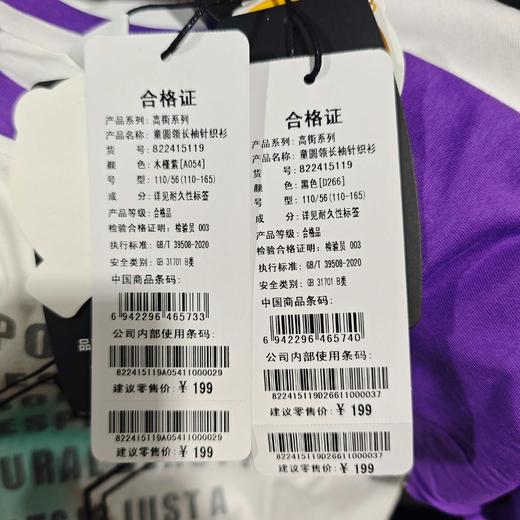 合格证
产品系列: 高街系列
产品名称: 童圆领长袖针织衫
货 号: 822415119
颜 色: 木槿紫[A054]
号 型: 110/56(110-165)
成 分: 详见耐久性标签
产品等级: 合格品
检验合格证明: 检验员 003
执行标准: GB/T 39508-2020
安全类别: GB 31701 B类
中国商品条码:
6 942296 465733
公司内部使用条码:
822415119A05411000029
建议零售价: ¥ 199
822415119A05411000029
建议零售价: ¥ 199
合格证
产品系列: 高街系列
产品名称: 童圆领长袖针织衫
货 号: 822415119
颜 色: 黑色[D266]
号 型: 110/56(110-165)
成 分: 详见耐久性标签
产品等级: 合格品
检验合格证明: 检验员 003
执行标准: GB/T 39508-2020
安全类别: GB 31701 B类
中国商品条码:
6 942296 465740
公司内部使用条码:
822415119D26611000037
建议零售价: ¥ 199
822415119D26611000037
建议零售价: ¥ 199
品
URAL
JUST A